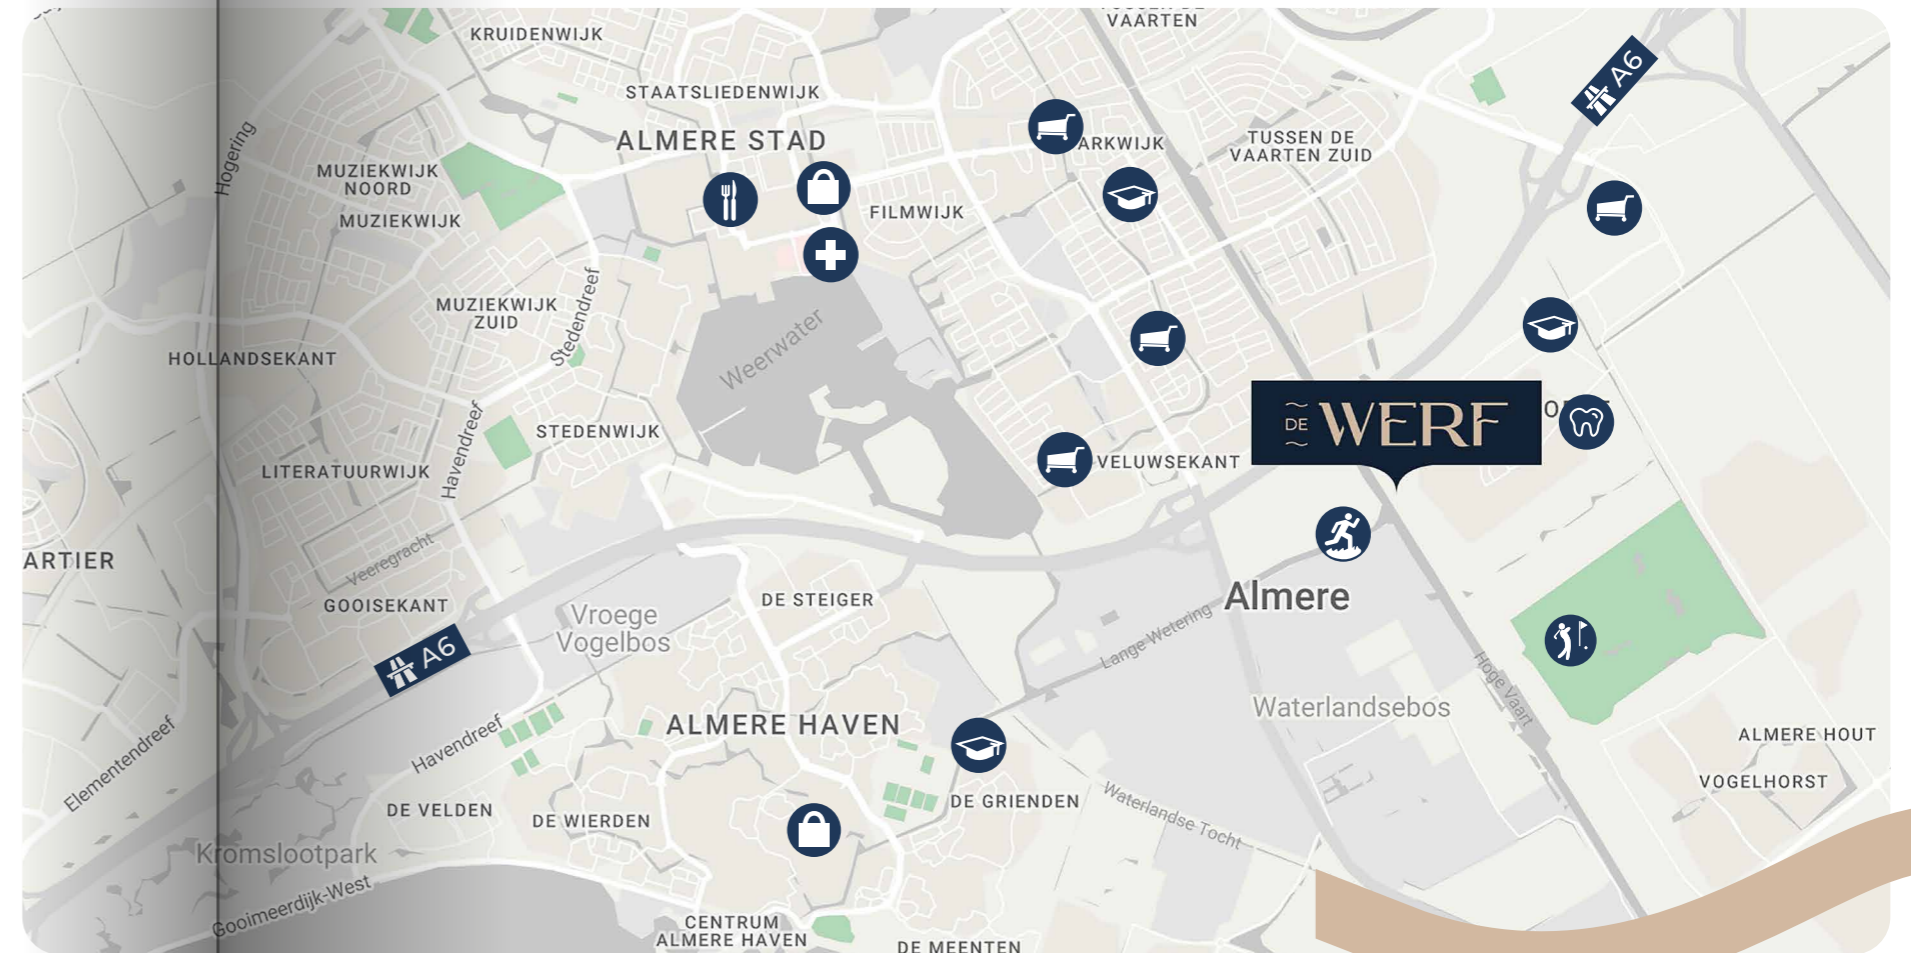 TUSSEN DE
VAARTEN
KRUIDENWIJK
STAATSLIEDENWIJK
A6
ALMERE STAD
Hogering
ARKWIJK
TUSSEN DE
VAARTEN ZUID
MUZIEKWIJK
NOORD
MUZIEKWIJK
FILMWIJK
MUZIEKWIJK
ZUID
Stedendreef
Weerwater
HOLLANDSEKANT
DE
WERF
STEDENWIJK
Havendreef
LITERATUURWIJK
VELUWSEKANT
Veeregracht
ARTIER
GOOISEKANT
DE STEIGER
Almere
Vroege
Vogelbos
Lange Wetering
A6
Hoge Vaart
Waterlandsebos
ALMERE HAVEN
Havendreef
ALMERE HOUT
Elementendreef
VOGELHORST
DE GRIENDEN
DE VELDEN
DE WIERDEN
Waterlandse Tocht
Kromslootpark
Gooimeerdijk-West
CENTRUM
ALMERE HAVEN
DE MEENTEN